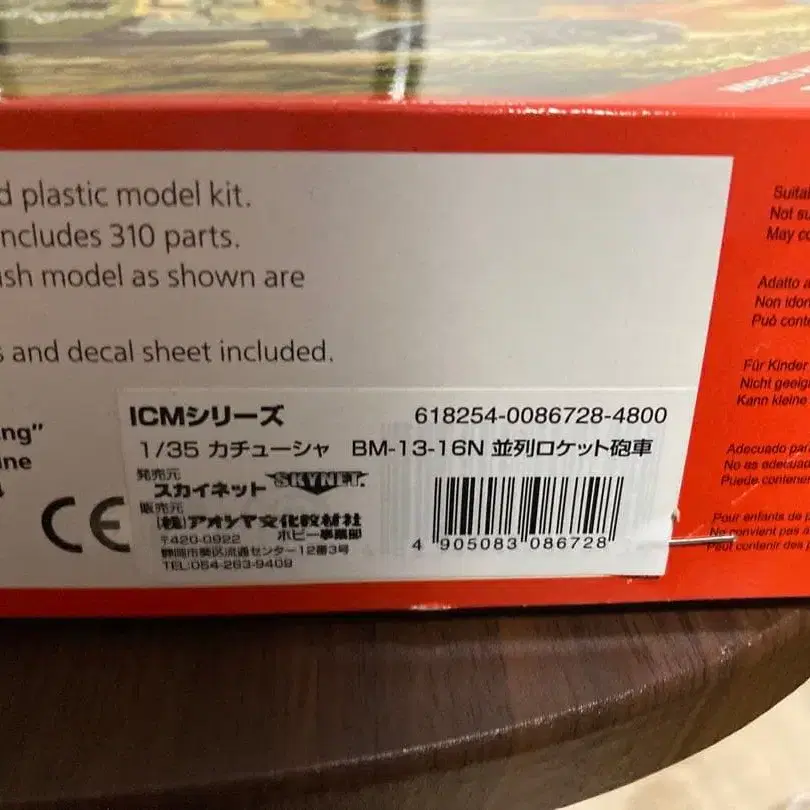 d plastic model kit.
ncludes 310 parts.
sh model as shown are
s and decal sheet included.
ng"
ine
CE
ICMシリーズ 618254-0086728-4800
1/35 カチューシャ BM-13-16N 並列ロケット砲車
発売元
スカイネット SKYNET
販売元
(株)アオシマ文化教材社
〒420-0922 ホビー事業部
静岡市葵区流通センター12番3号
TEL:054-263-9409
4 905083 086728
Suita
Not su
May co
Adatto a
Non idon
Può conte
Für Kinder
Nicht geeig
Kann kleine
Adecuado par
No es adecuad
Puede contener
Pour enfants de p
Ne convient pas à
Peut contenir des p